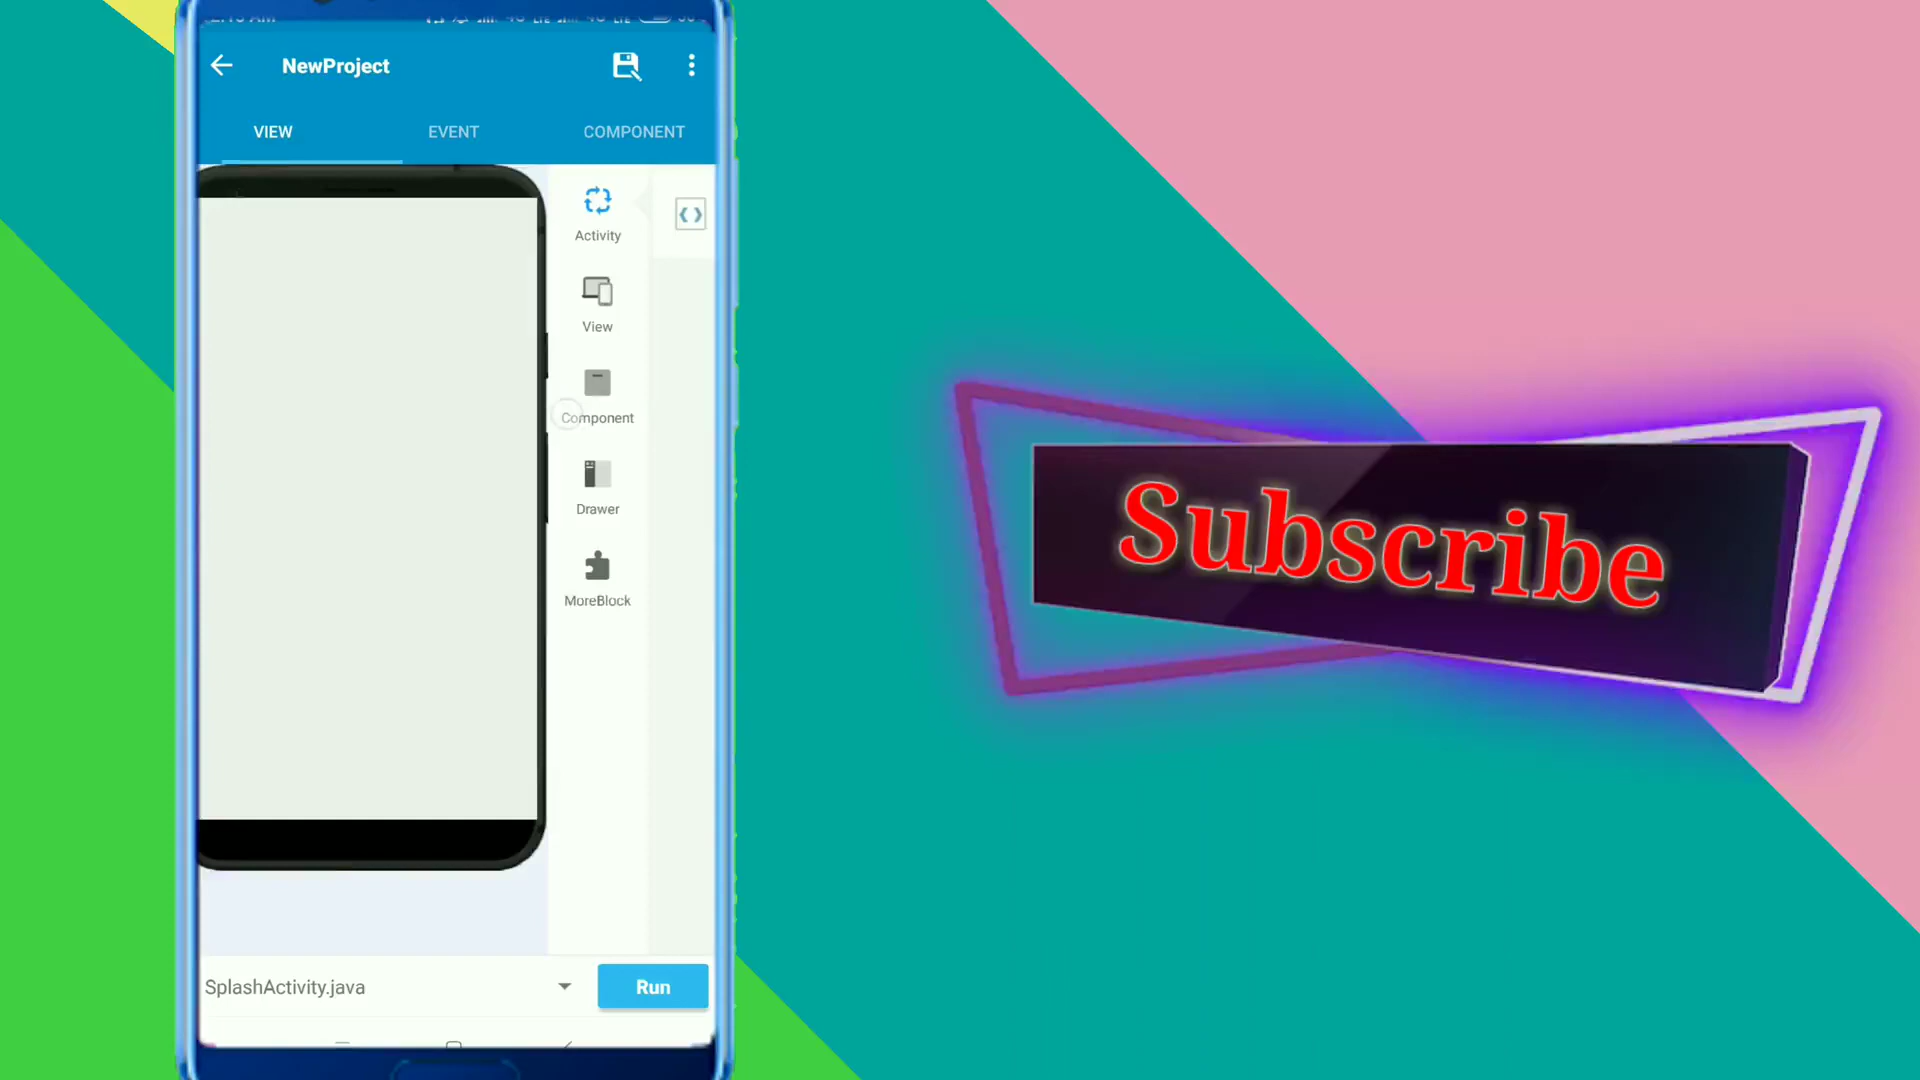 NewProject
VIEW EVENT COMPONENT
Activity
View
Component
Drawer
MoreBlock
SplashActivity.java
Run
Subscribe